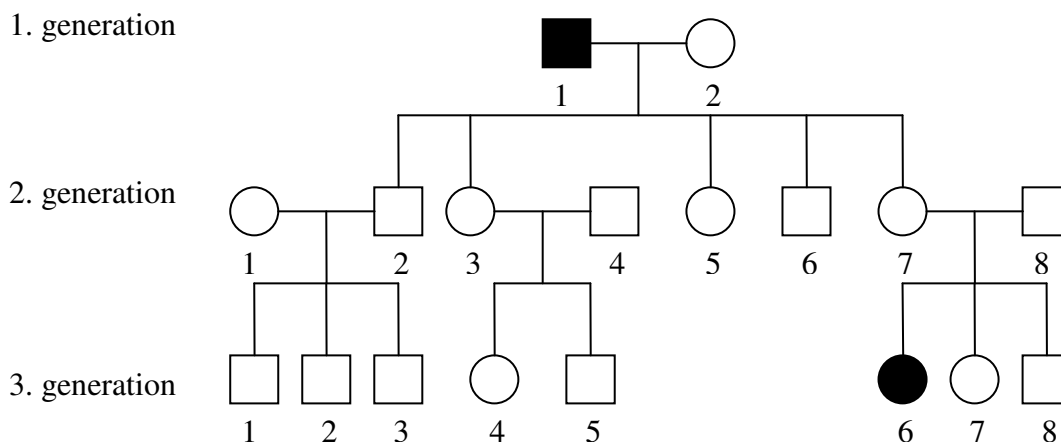 1. generation
1 2
2. generation
1 2 3 4 5 6 7 8
3. generation
1 2 3 4 5 6 7 8